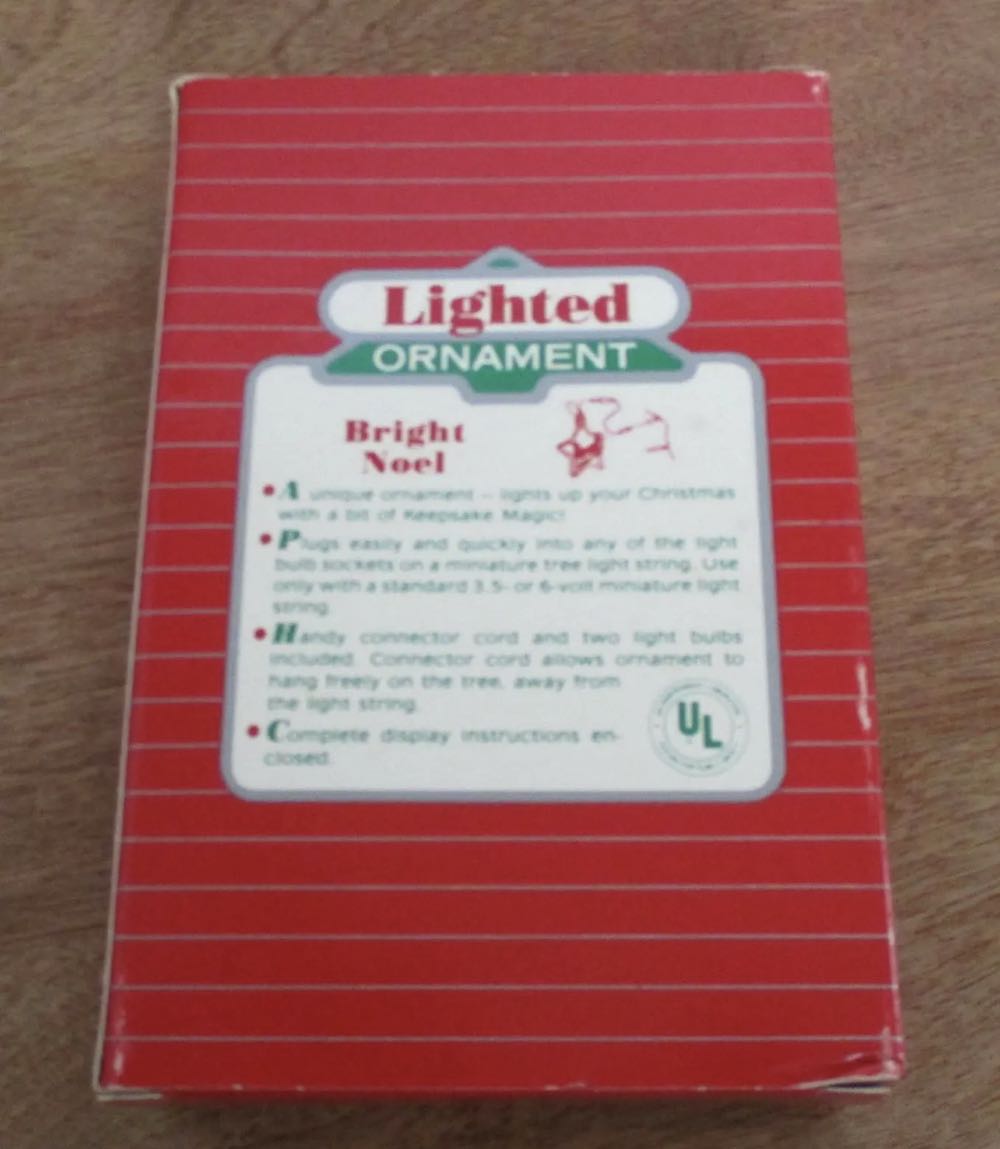 Lighted
ORNAMENT
Bright
Noel
• A unique ornament – lights up your Christmas
with a bit of Keepsake Magic!
• Plugs easily and quickly into any of the light
bulb sockets on a miniature tree light string. Use
only with a standard 3.5- or 6-volt miniature light
string.
• Handy connector cord and two light bulbs
included. Connector cord allows ornament to
hang freely on the tree, away from
the light string.
• Complete display instructions en-
closed.
UL